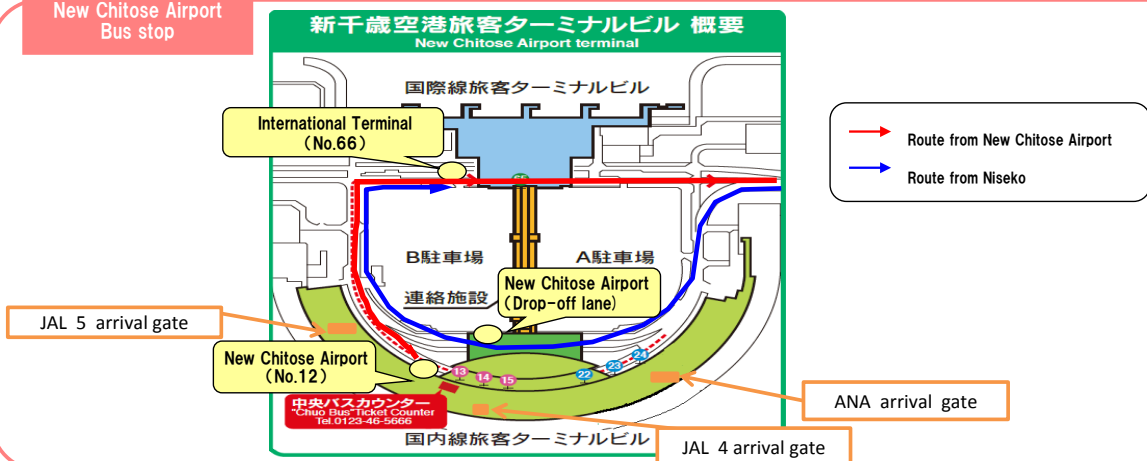 New Chitose Airport
Bus stop
新千歳空港旅客ターミナルビル 概要
New Chitose Airport terminal
国際線旅客ターミナルビル
International Terminal
(No.66)
66
Route from New Chitose Airport
Route from Niseko
B駐車場
A駐車場
連絡施設
New Chitose Airport
(Drop-off lane)
JAL 5 arrival gate
New Chitose Airport
(No.12)
13
14
15
22
23
24
中央バスカウンター
"Chuo Bus"Ticket Counter
Tel.0123-46-5666
国内線旅客ターミナルビル
ANA arrival gate
JAL 4 arrival gate